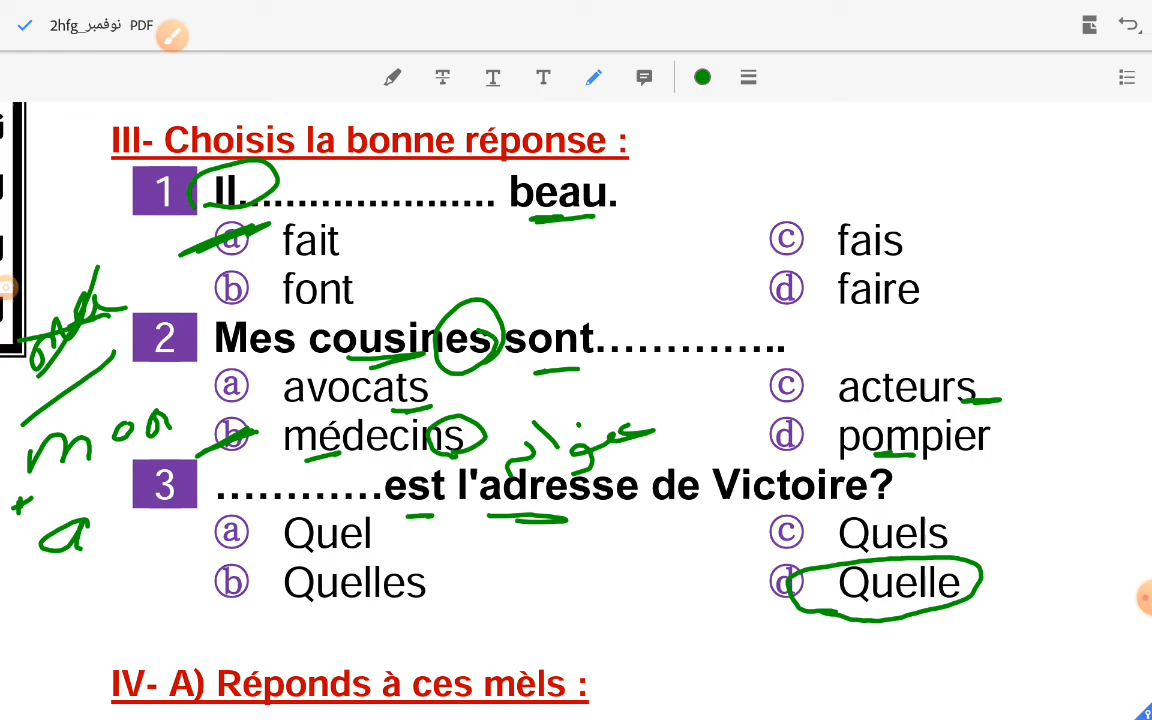 2hfg_نوفمبر PDF
III- Choisis la bonne réponse :
1 Il...................... beau.
a fait
c fais
b font
d faire
2 Mes cousines sont…………..
a avocats
c acteurs
b médecins
d pompier
3 …………est l'adresse de Victoire?
a Quel
c Quels
b Quelles
d Quelle
IV- A) Réponds à ces mèls :